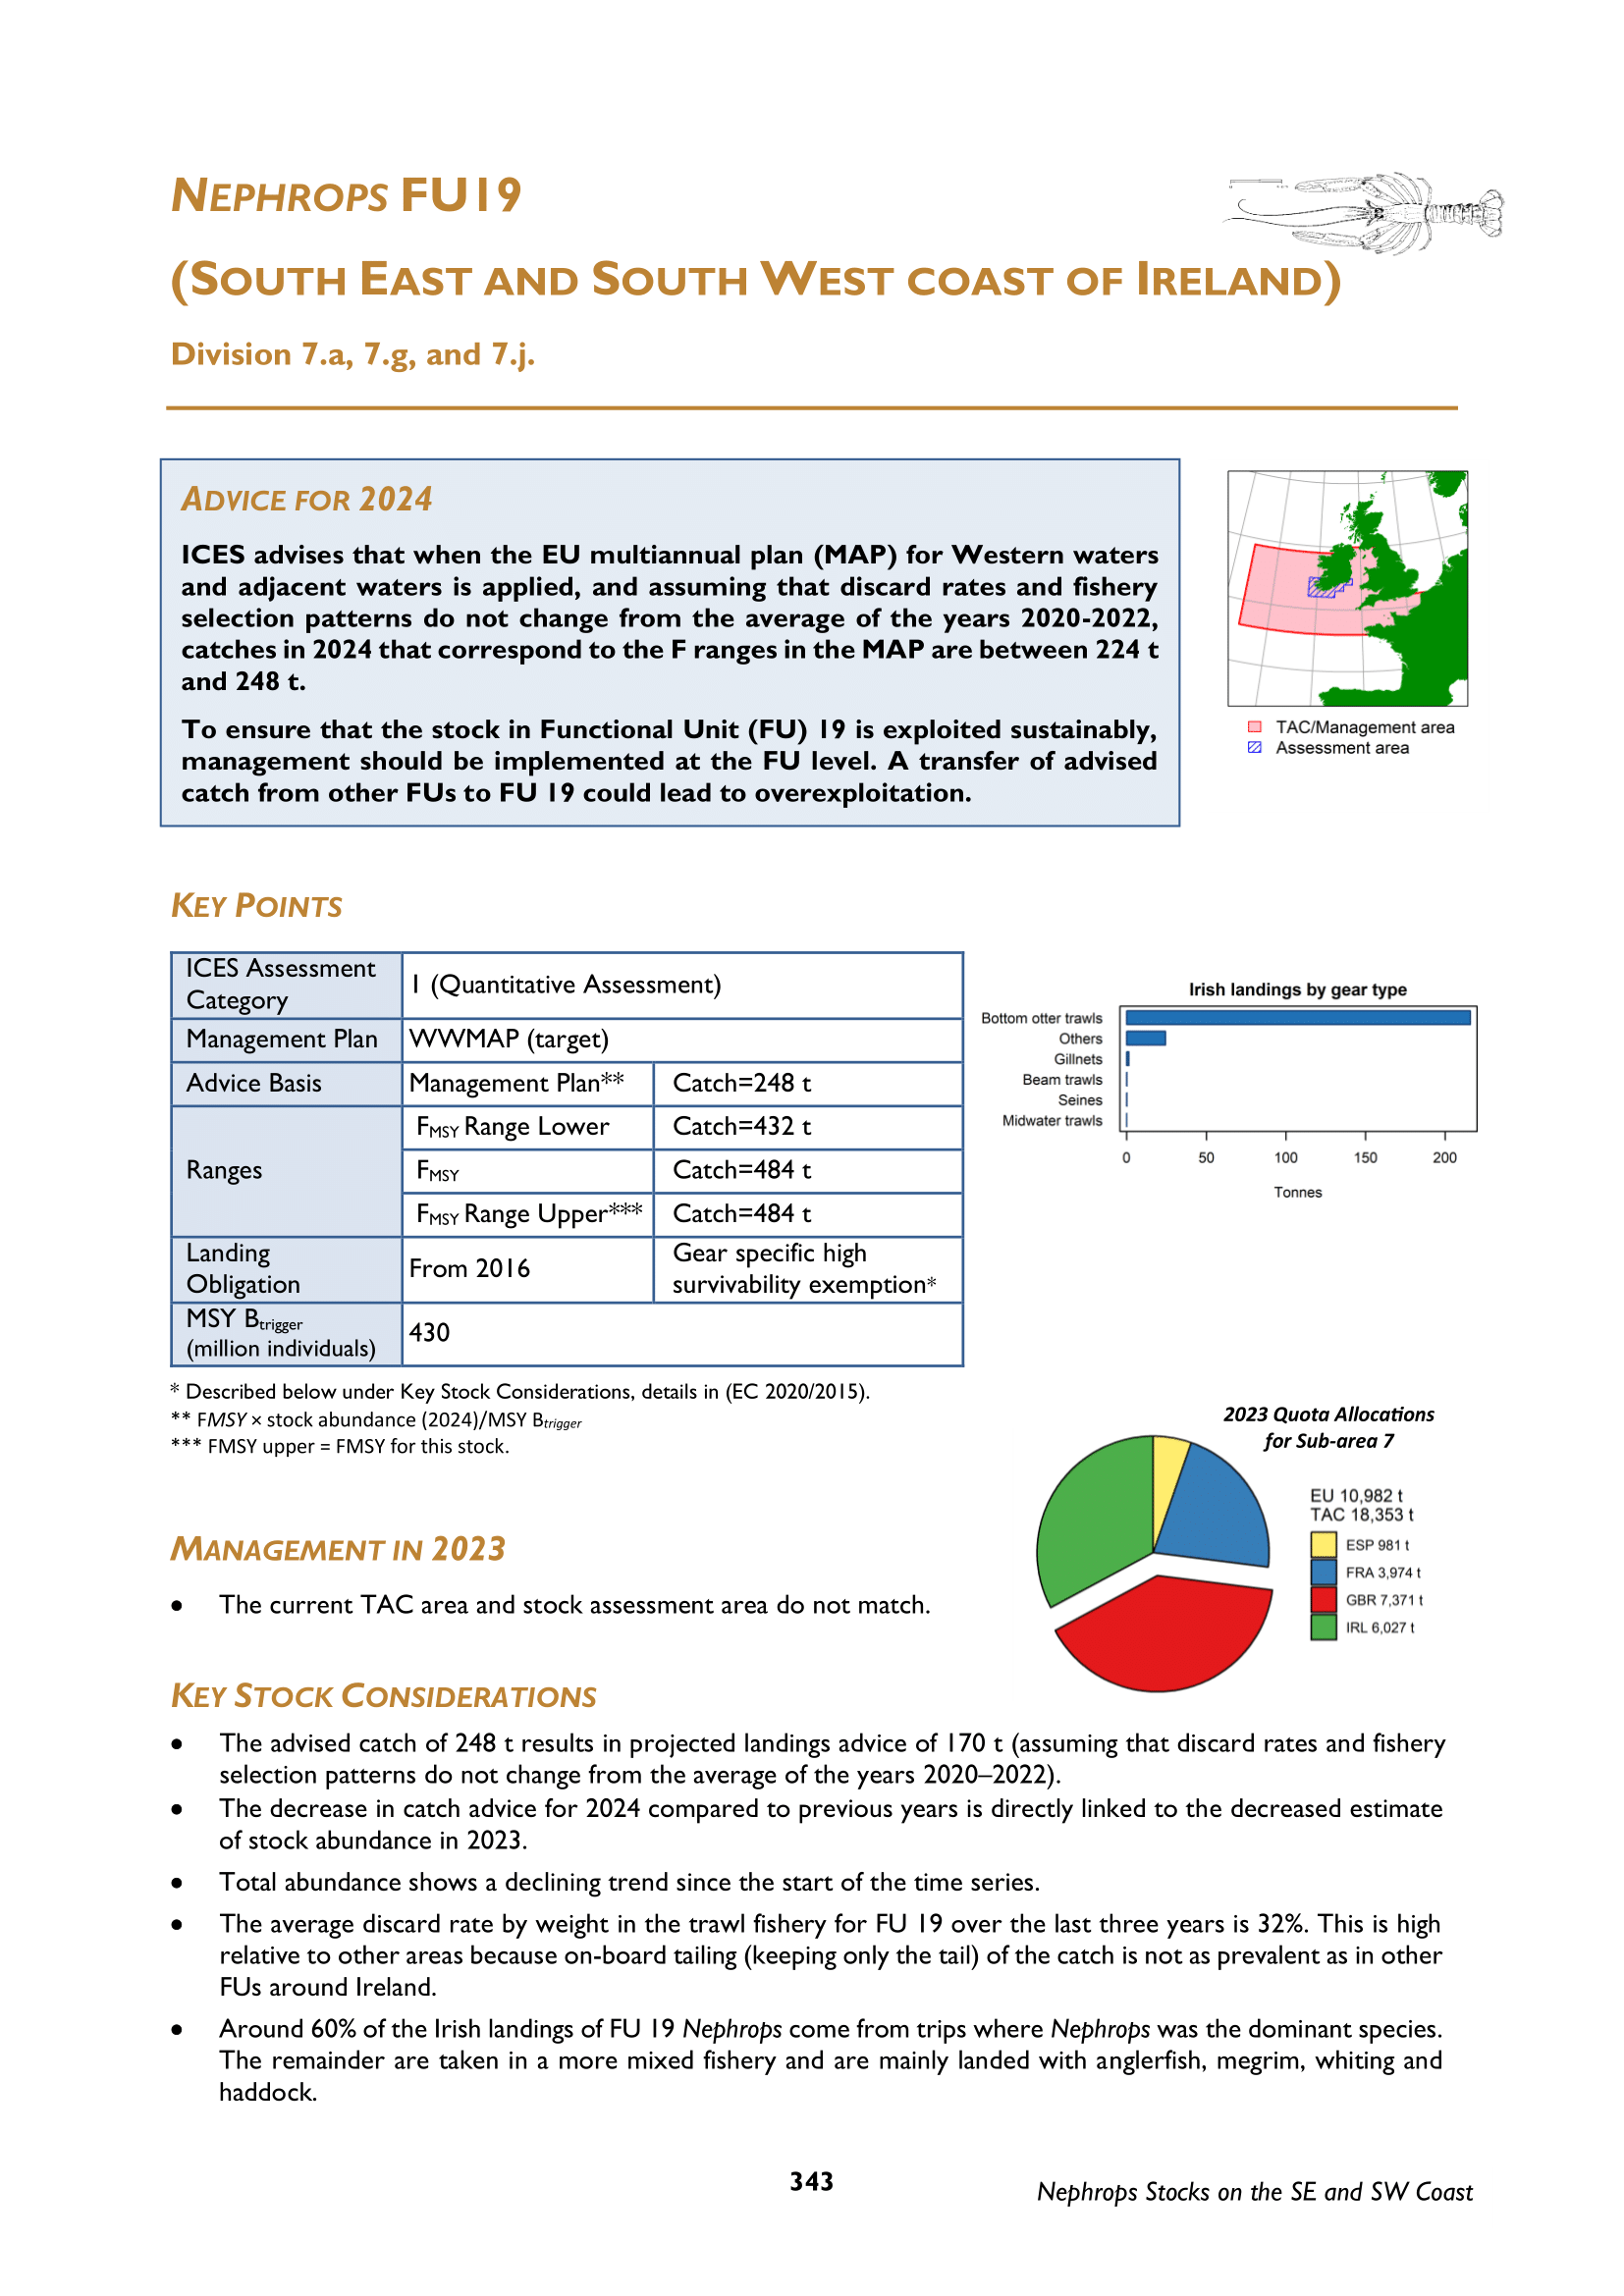 NEPHROPS FU19
(SOUTH EAST AND SOUTH WEST COAST OF IRELAND)
Division 7.a, 7.g, and 7.j.
ADVICE FOR 2024
ICES advises that when the EU multiannual plan (MAP) for Western waters
and adjacent waters is applied, and assuming that discard rates and fishery
selection patterns do not change from the average of the years 2020-2022,
catches in 2024 that correspond to the F ranges in the MAP are between 224 t
and 248 t.
To ensure that the stock in Functional Unit (FU) 19 is exploited sustainably,
management should be implemented at the FU level. A transfer of advised
catch from other FUs to FU 19 could lead to overexploitation.
TAC/Management area
Assessment area
KEY POINTS
ICES Assessment
Category
1 (Quantitative Assessment)
Management Plan
WWMAP (target)
Advice Basis
Management Plan**
Catch=248 t
Ranges
FMSY Range Lower
Catch=432 t
FMSY
Catch=484 t
FMSY Range Upper***
Catch=484 t
Landing
Obligation
From 2016
Gear specific high
survivability exemption*
MSY Btrigger
(million individuals)
430
* Described below under Key Stock Considerations, details in (EC 2020/2015).
** FMSY × stock abundance (2024)/MSY Btrigger
*** FMSY upper = FMSY for this stock.
Irish landings by gear type
Bottom otter trawls
Others
Gillnets
Beam trawls
Seines
Midwater trawls
0 50 100 150 200
Tonnes
2023 Quota Allocations
for Sub-area 7
EU 10,982 t
TAC 18,353 t
ESP 981 t
FRA 3,974 t
GBR 7,371 t
IRL 6,027 t
MANAGEMENT IN 2023
• The current TAC area and stock assessment area do not match.
KEY STOCK CONSIDERATIONS
• The advised catch of 248 t results in projected landings advice of 170 t (assuming that discard rates and fishery
selection patterns do not change from the average of the years 2020–2022).
• The decrease in catch advice for 2024 compared to previous years is directly linked to the decreased estimate
of stock abundance in 2023.
• Total abundance shows a declining trend since the start of the time series.
• The average discard rate by weight in the trawl fishery for FU 19 over the last three years is 32%. This is high
relative to other areas because on-board tailing (keeping only the tail) of the catch is not as prevalent as in other
FUs around Ireland.
• Around 60% of the Irish landings of FU 19 Nephrops come from trips where Nephrops was the dominant species.
The remainder are taken in a more mixed fishery and are mainly landed with anglerfish, megrim, whiting and
haddock.
343
Nephrops Stocks on the SE and SW Coast